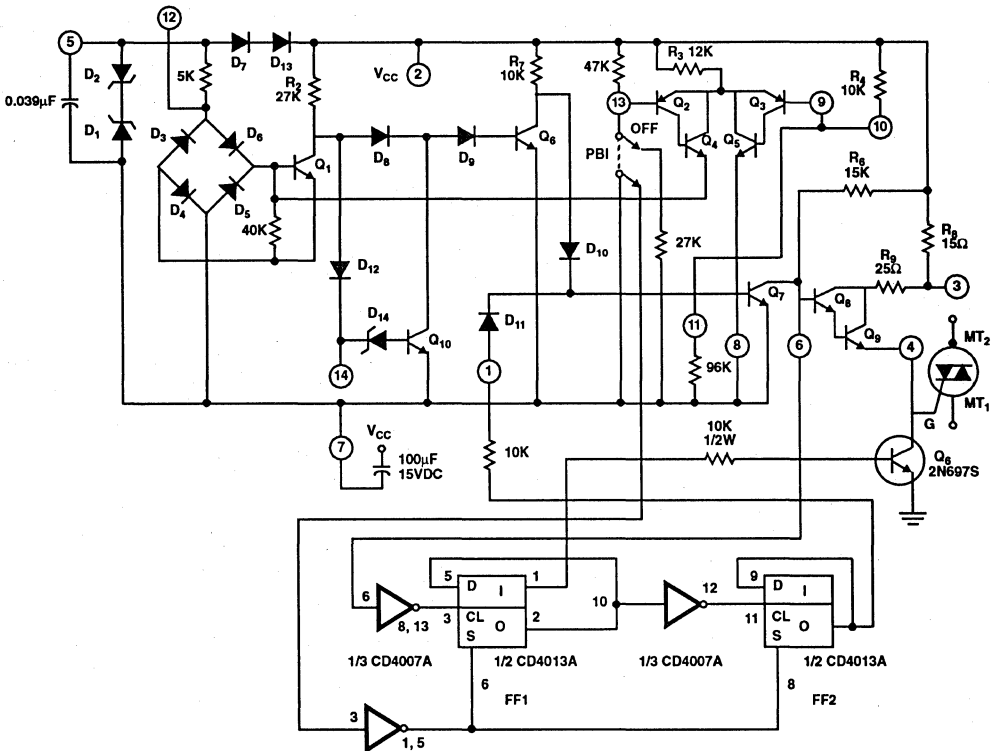 12
5
D2
0.039µF
D1
5K
D7
D13
R2
27K
VCC
2
R7
10K
47K
R3 12K
13
OFF
PBI
Q2
Q3
Q4
Q5
9
R4
10K
10
D3
D6
D4
D5
Q1
D8
D9
Q6
40K
R6
15K
R8
15Ω
D12
D10
27K
R9
25Ω
3
D14
Q10
D11
Q7
Q8
Q9
14
1
11
8
6
4
MT2
MT1
G
96K
7
VCC
100µF
15VDC
10K
10K
1/2W
Q6
2N697S
5
D
I
1
6
8, 13
3
CL
O
2
S
10
12
9
D
I
11
CL
O
S
1/3 CD4007A
1/2 CD4013A
1/3 CD4007A
1/2 CD4013A
6
FF1
8
FF2
3
1, 5